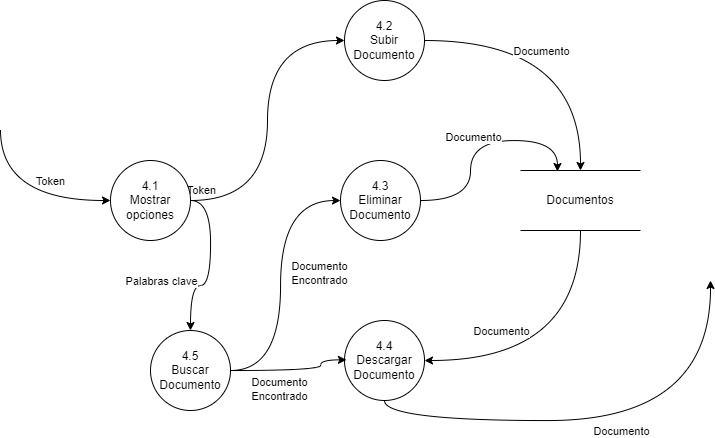 4.2
Subir
Documento
Documento
Documento
4.1
Mostrar
opciones
Token
Token
4.3
Eliminar
Documento
Documentos
Documento
Encontrado
Palabras clave
4.5
Buscar
Documento
4.4
Descargar
Documento
Documento
Documento
Encontrado
Documento